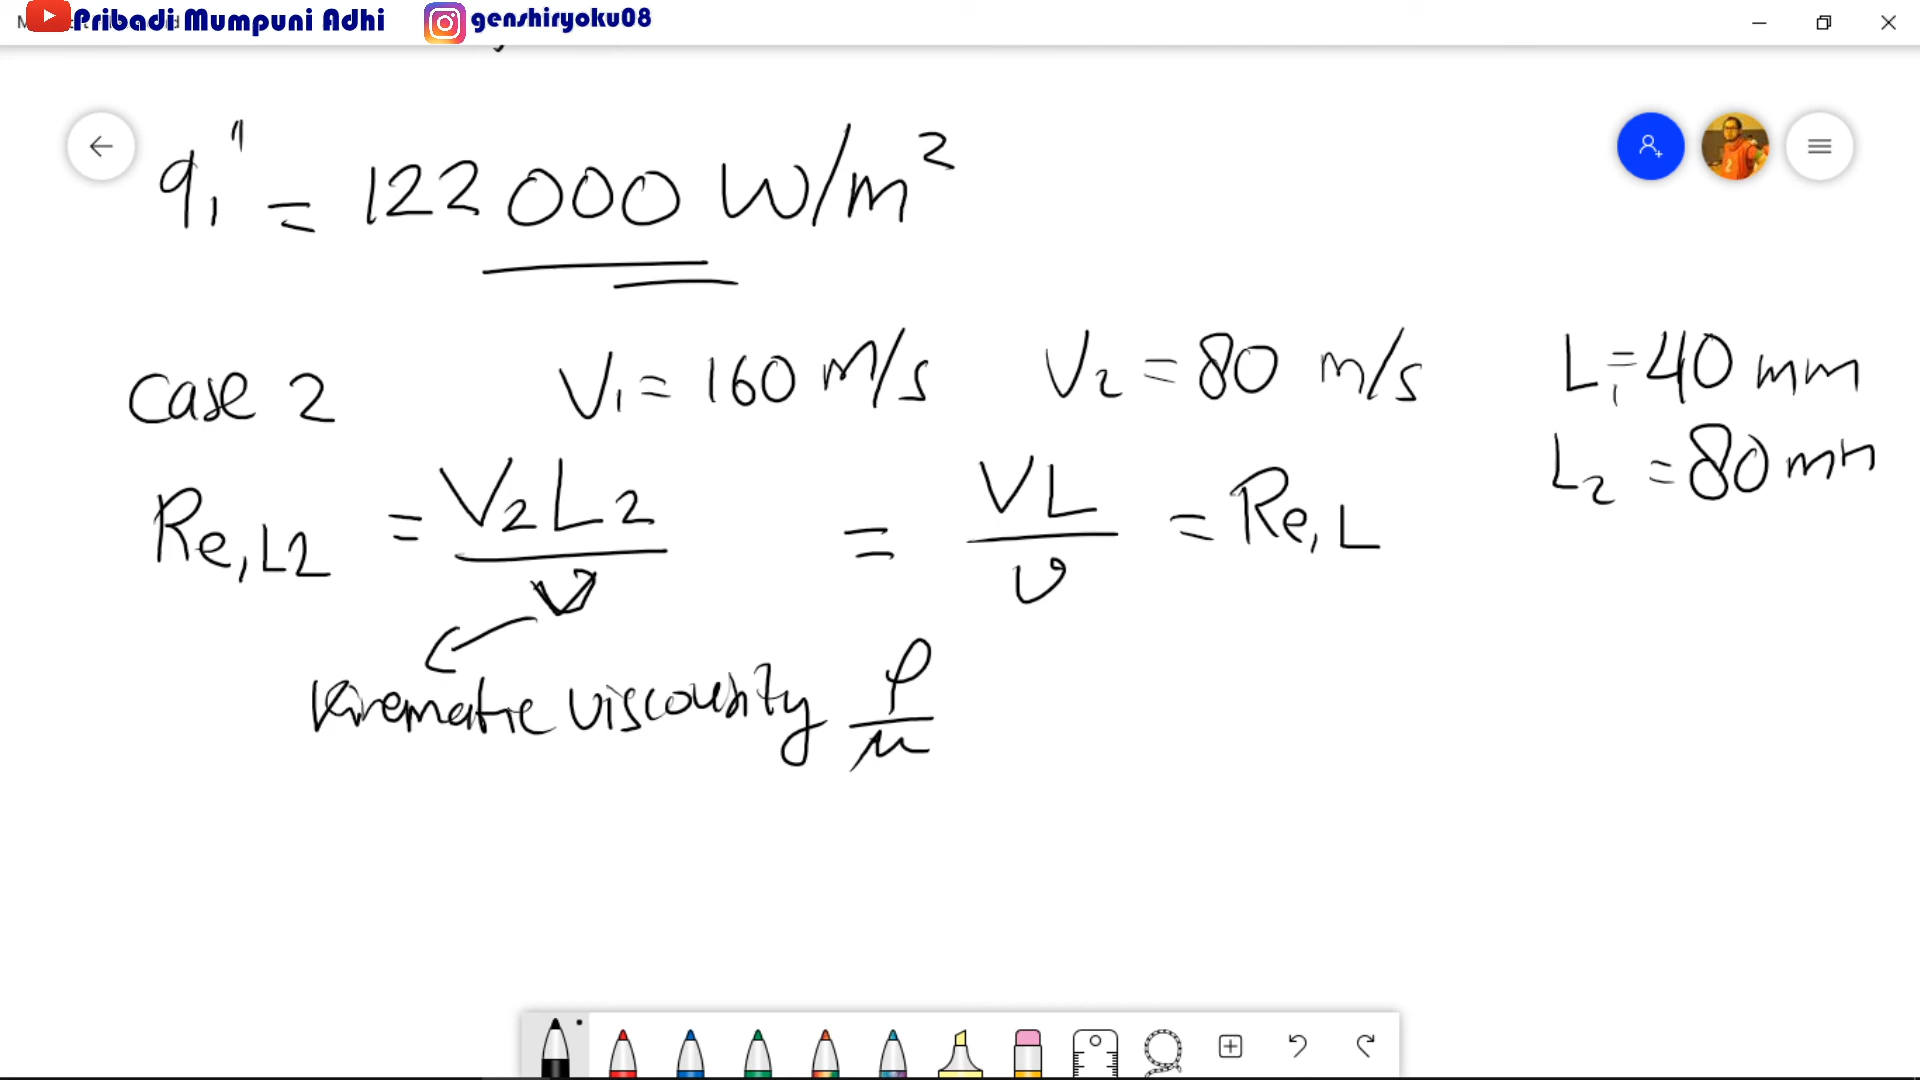 Pribadi Mumpuni Adhi genshiryoku08
q₁" = 122 000 W/m²
Case 2 V₁ = 160 m/s V₂ = 80 m/s L₁ = 40 mm
L₂ = 80 mm
Re,L2 = V₂L₂/ν = VL/ν = Re,L
Kinematic viscousity ρ/μ